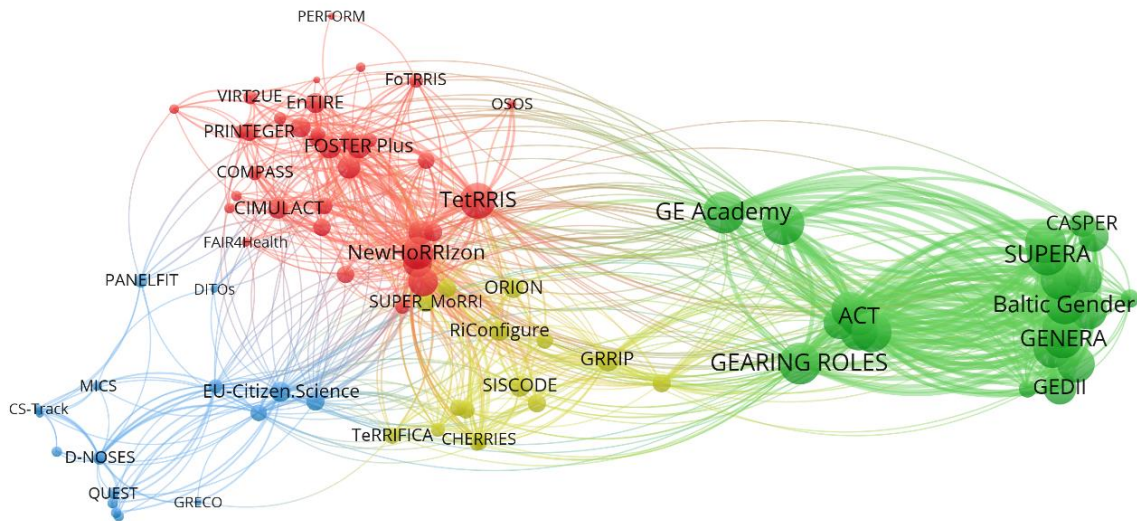 PERFORM
FoTRRIS
VIRT2UE
EnTIRE
OSOS
PRINTEGER
FOSTER Plus
COMPASS
TetRRIS
CIMULACT
GE Academy
CASPER
FAIR4Health
NewHoRRIzon
SUPERA
PANELFIT
DITOs
ORION
SUPER_MoRRI
Baltic Gender
ACT
RiConfigure
GENERA
GRRIP
GEARING ROLES
MICS
EU-Citizen.Science
SISCODE
GEDII
CS-Track
TeRRIFICA
CHERRIES
D-NOSES
QUEST
GRECO